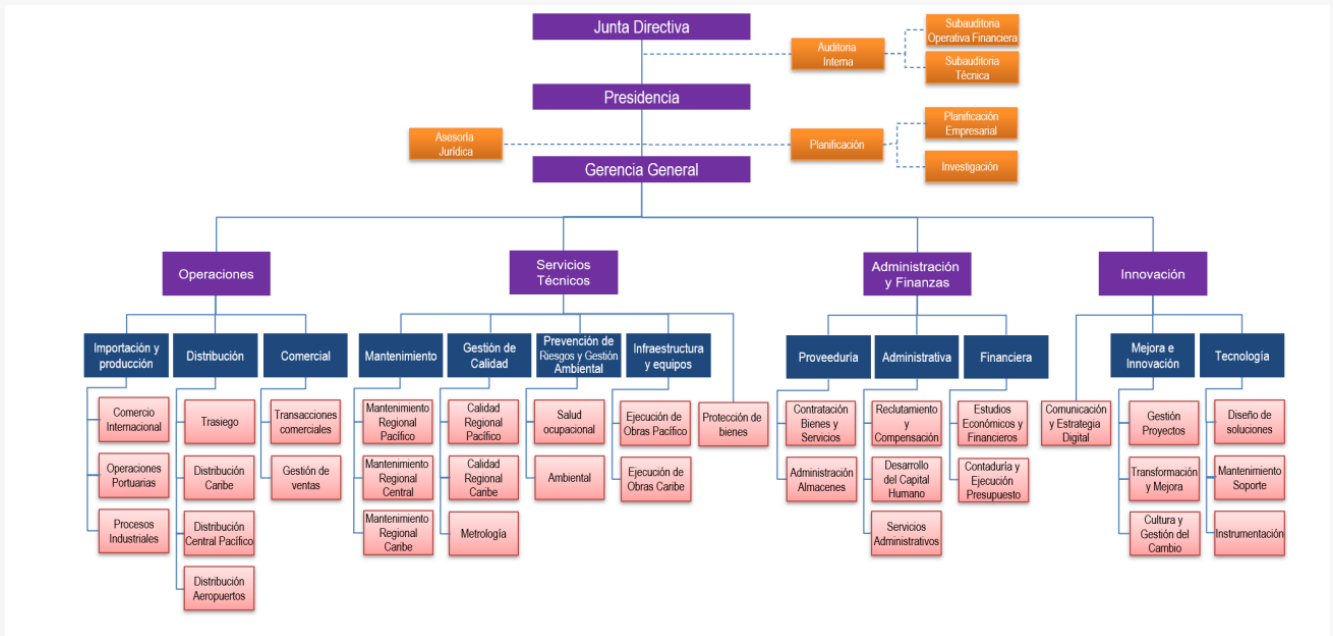 Junta Directiva
Auditoria
Interna
Subauditoria
Operativa Financiera
Subauditoria
Técnica
Presidencia
Asesoría
Jurídica
Planificación
Planificación
Empresarial
Investigación
Gerencia General
Operaciones
Servicios
Técnicos
Administración
y Finanzas
Innovación
Importación y
producción
Distribución
Comercial
Mantenimiento
Gestión de
Calidad
Prevención de
Riesgos y Gestión
Ambiental
Infraestructura
y equipos
Proveeduría
Administrativa
Financiera
Mejora e
Innovación
Tecnología
Comercio
Internacional
Operaciones
Portuarias
Procesos
Industriales
Trasiego
Distribución
Caribe
Distribución
Central Pacífico
Distribución
Aeropuertos
Transacciones
comerciales
Gestión de
ventas
Mantenimiento
Regional
Pacífico
Mantenimiento
Regional
Central
Mantenimiento
Regional
Caribe
Calidad
Regional
Pacífico
Calidad
Regional
Caribe
Metrología
Salud
ocupacional
Ambiental
Ejecución de
Obras Pacífico
Ejecución de
Obras Caribe
Protección de
bienes
Contratación
Bienes y
Servicios
Administración
Almacenes
Reclutamiento
y
Compensación
Desarrollo
del Capital
Humano
Servicios
Administrativos
Estudios
Económicos y
Financieros
Contaduría y
Ejecución
Presupuesto
Comunicación
y Estrategia
Digital
Gestión
Proyectos
Transformación
y Mejora
Cultura y
Gestión del
Cambio
Diseño de
soluciones
Mantenimiento
Soporte
Instrumentación